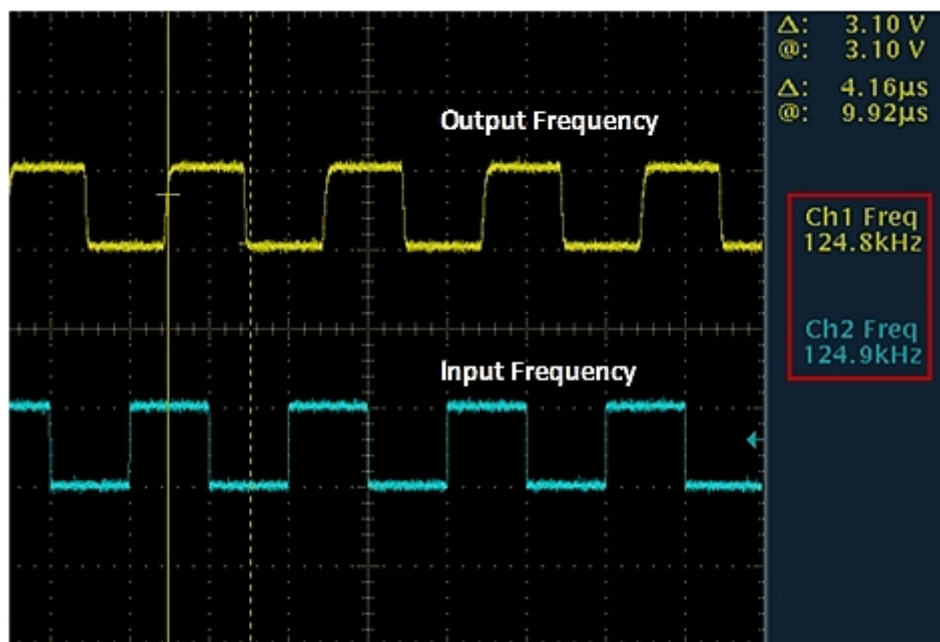 Δ: 3.10 V
@: 3.10 V
Δ: 4.16µs
@: 9.92µs
Output Frequency
Ch1 Freq
124.8kHz
Ch2 Freq
124.9kHz
Input Frequency